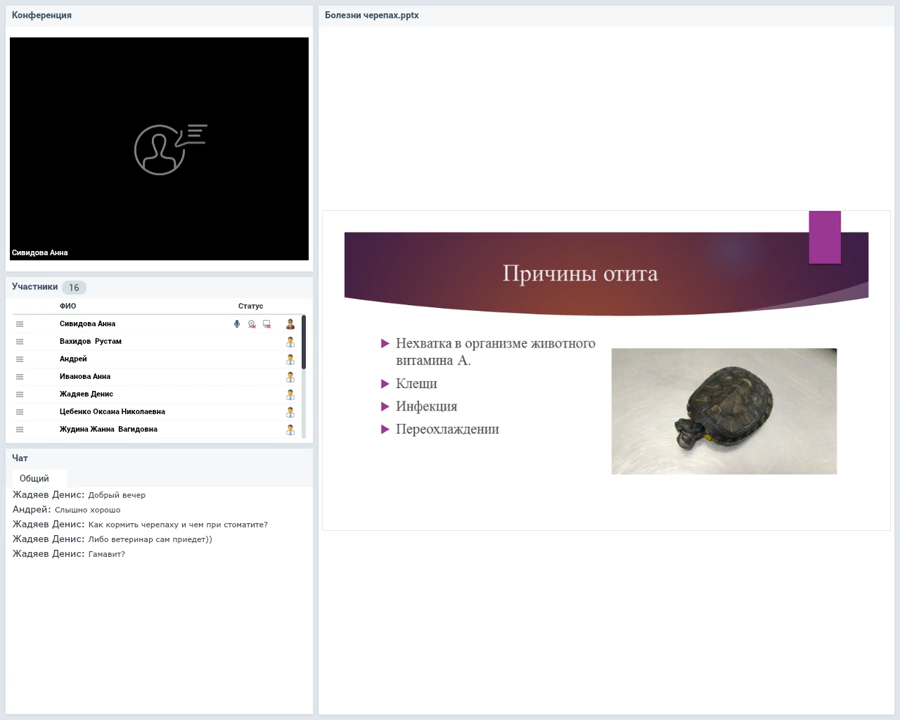 Конференция
Сивидова Анна
Участники 16
ФИО Статус
Сивидова Анна
Вахидов Рустам
Андрей
Иванова Анна
Жадяев Денис
Цебенко Оксана Николаевна
Жудина Жанна Вагидовна
Чат
Общий
Жадяев Денис: Добрый вечер
Андрей: Слышно хорошо
Жадяев Денис: Как кормить черепаху и чем при стоматите?
Жадяев Денис: Либо ветеринар сам приедет))
Жадяев Денис: Гамавит?
Болезни черепах.pptx
Причины отита
Нехватка в организме животного
витамина А.
Клещи
Инфекция
Переохлаждении